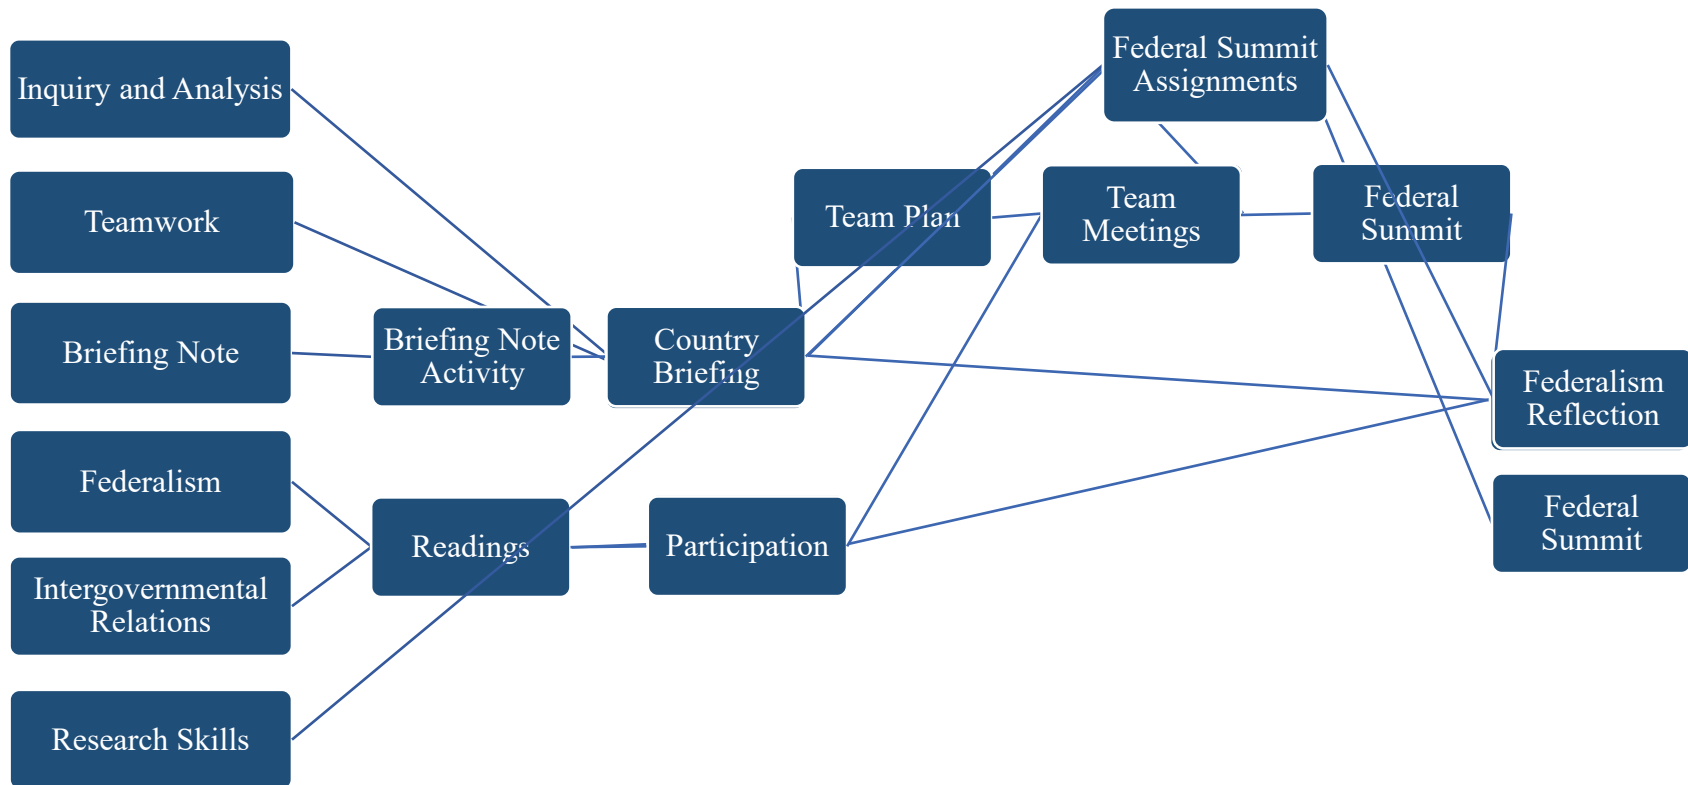 Federal Summit
Assignments
Inquiry and Analysis
Teamwork
Team Plan
Team
Meetings
Federal
Summit
Briefing Note
Briefing Note
Activity
Country
Briefing
Federalism
Reflection
Federalism
Readings
Participation
Federal
Summit
Intergovernmental
Relations
Research Skills